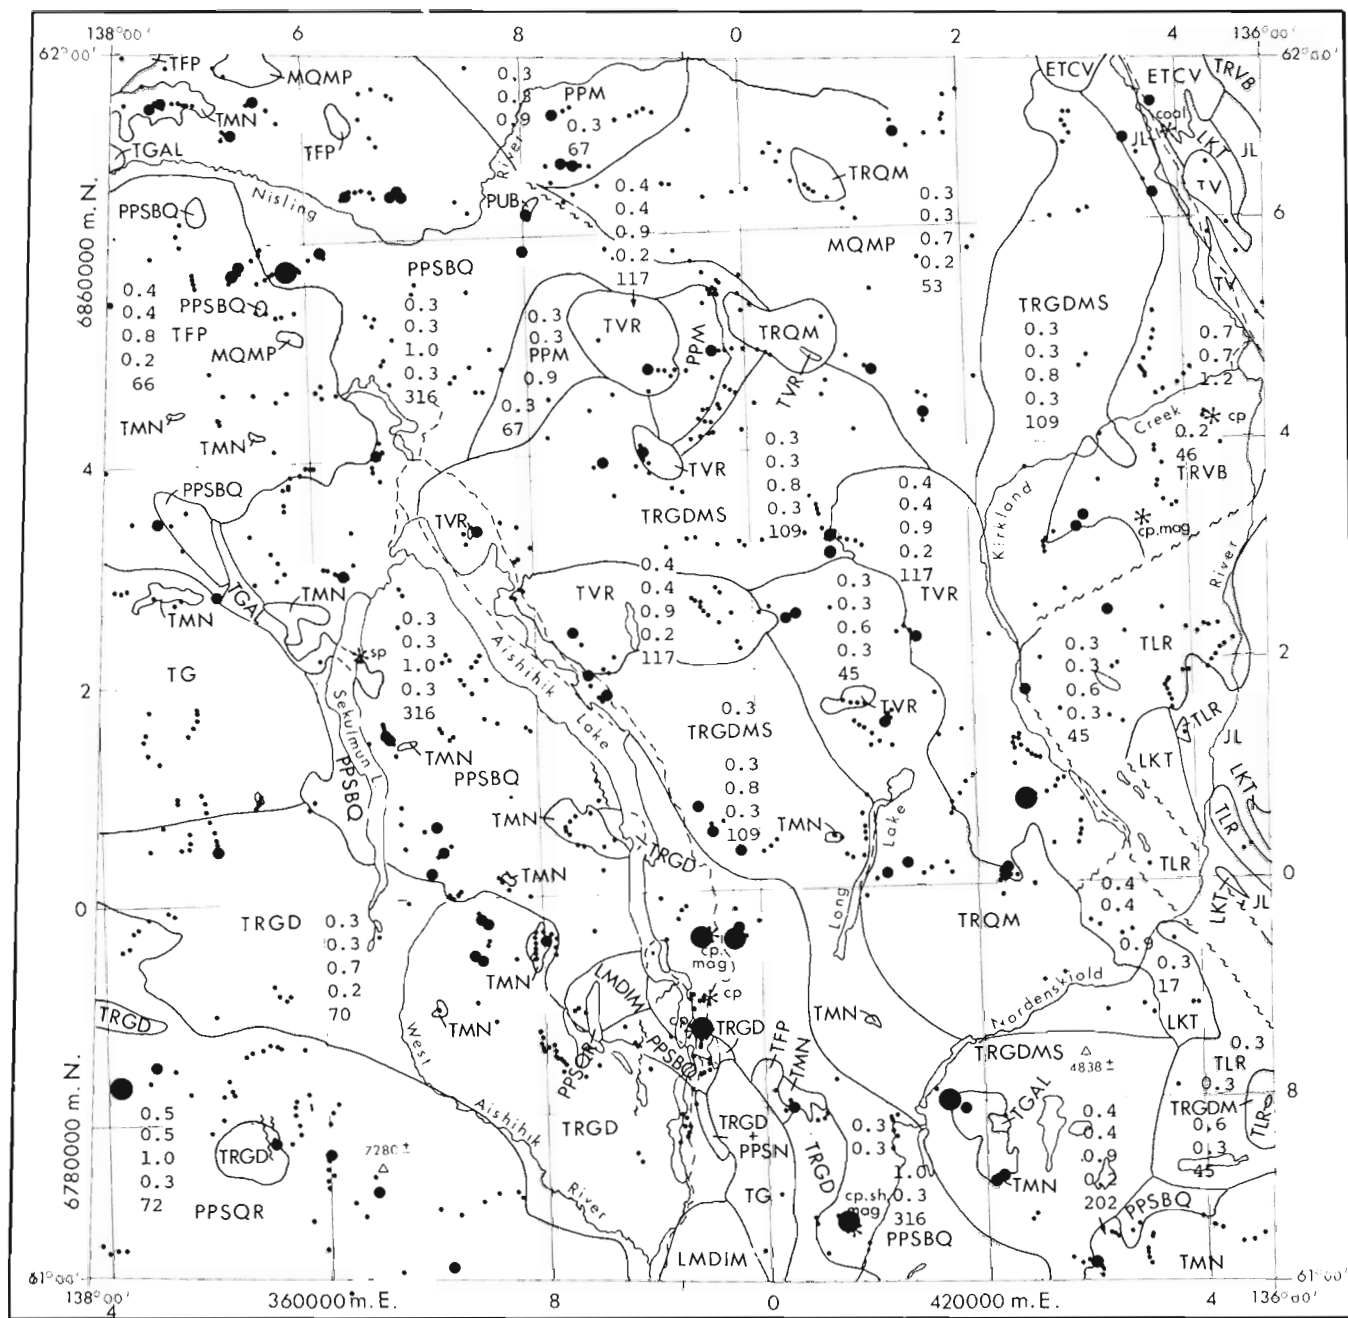 138°00'
6
8
0
2
4
136°00'
62°00'
62°00'
TFP
MQMP
0.3
0.8
0.9
PPM
0.3
67
ETCV
ETCV
TRVB
TMN
TFP
TGAL
River
coal
JL
LKT
JL
TRQM
TV
Nisling
PPSBQ
PUB
0.4
0.4
0.9
0.2
117
0.3
0.3
0.7
0.2
53
MQMP
6
6860000 m. N.
PPSBQ
0.4
0.4
0.8
0.2
66
PPSBQ
TFP
MQMP
0.3
0.3
1.0
0.3
316
TV
TRGDMS
0.3
0.3
0.8
0.3
109
0.3
0.3
PPM
0.9
0.3
67
TVR
PPM
TRQM
TVR
0.7
0.7
1.2
cp
Creek
0.2
46
TRVB
4
TMN
TMN
4
PPSBQ
TVR
TRGDMS
0.3
0.3
0.8
0.3
109
0.4
0.4
0.9
0.2
117
TVR
Kirkland
cp.mag
River
TVR
TGAL
TMN
TMN
TVR
0.4
0.4
0.9
0.2
117
0.3
0.3
0.6
0.3
45
TG
sp
0.3
0.3
1.0
0.3
316
Aishihik
Lake
0.3
0.3
0.6
0.3
45
TLR
2
2
Sekulmun L.
PPSBQ
TMN
PPSBQ
0.3
TRGDMS
0.3
0.8
0.3
109
TVR
TLR
LKT
JL
LKT
TLR
TMN
TRGD
TMN
Long
Lake
TLR
LKT
JL
0
TMN
0
TRGD
0.3
0.3
0.7
0.2
70
TRQM
0.4
0.4
0.9
0.3
17
TMN
LMDIM
cp.
mag
cp
TRGD
TMN
West
TMN
Nordenskiold
LKT
TRGD
PPSQR
PPSBQ
TFP
TMN
TRGDMS
4838±
0.3
TLR
0.3
TRGDM
0.6
0.3
45
TLR
8
6780000 m. N.
0.5
0.5
1.0
0.3
72
TRGD
7280±
Aishihik
TRGD
TRGD
+
PPSN
TRGD
0.3
0.3
1.0
0.3
316
TGAL
0.4
0.4
0.9
0.2
202
TMN
PPSQR
River
TG
cp.sh.
mag
PPSBQ
PPSBQ
LMDIM
TMN
61°00'
61°00'
138°00'
4
360000 m.E.
8
0
420000 m.E.
4
136°00'